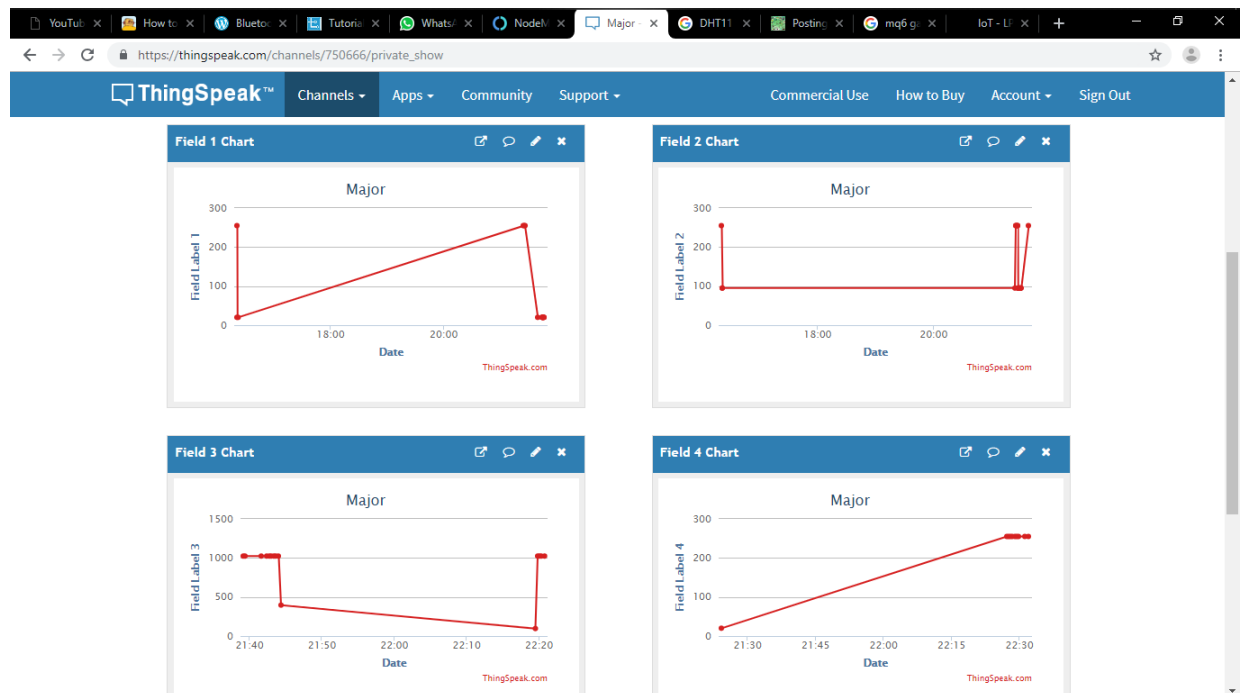 YouTub
How to
Bluetoo
Tutoria
WhatsA
NodeM
Major -
DHT11
Posting
mq6 ga
IoT - LF
https://thingspeak.com/channels/750666/private_show
ThingSpeak™ Channels Apps Community Support Commercial Use How to Buy Account Sign Out
Field 1 Chart
Major
300
200
100
0
Field Label 1
18:00 20:00
Date
ThingSpeak.com
Field 2 Chart
Major
300
200
100
0
Field Label 2
18:00 20:00
Date
ThingSpeak.com
Field 3 Chart
Major
1500
1000
500
0
Field Label 3
21:40 21:50 22:00 22:10 22:20
Date
ThingSpeak.com
Field 4 Chart
Major
300
200
100
0
Field Label 4
21:30 21:45 22:00 22:15 22:30
Date
ThingSpeak.com